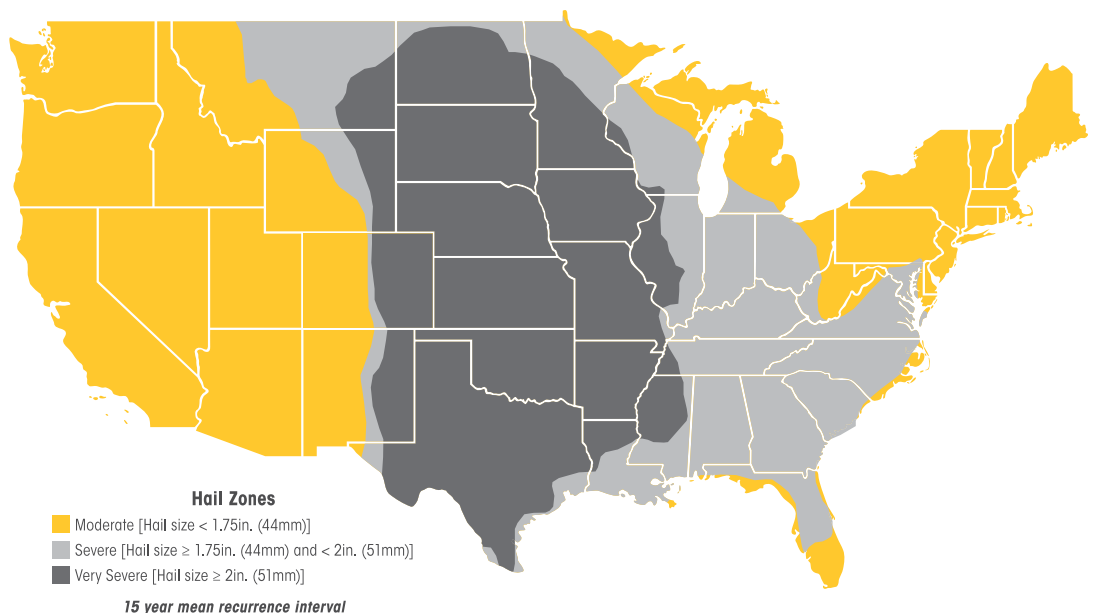 Hail Zones
Moderate [Hail size < 1.75in. (44mm)]
Severe [Hail size ≥ 1.75in. (44mm) and < 2in. (51mm)]
Very Severe [Hail size ≥ 2in. (51mm)]
15 year mean recurrence interval